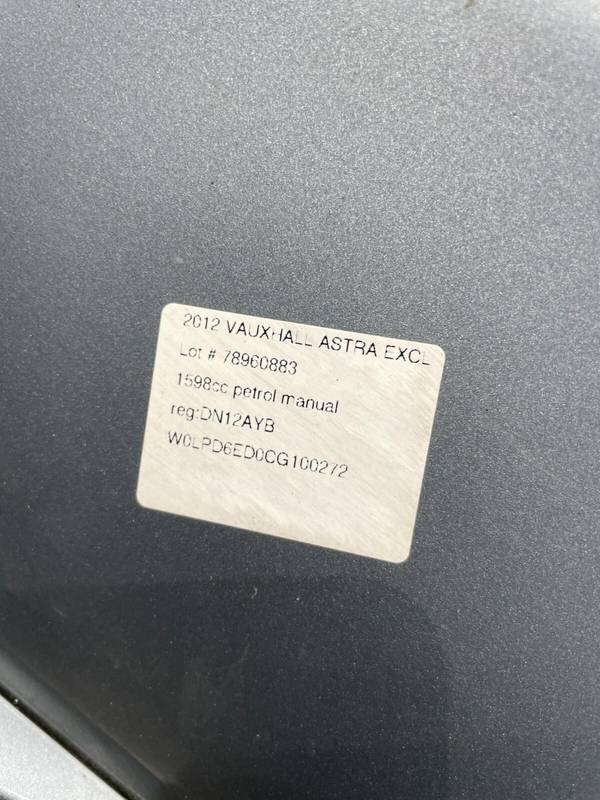 2012 VAUXHALL ASTRA EXCL
Lot # 78960883
1598cc petrol manual
reg:DN12AYB
W0LPD6ED0CG100272